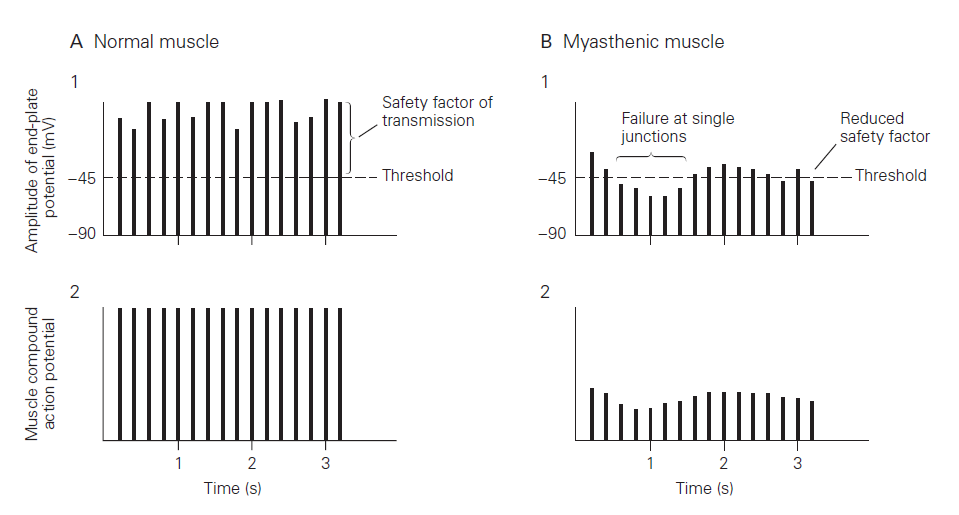 A Normal muscle
1
Amplitude of end-plate
potential (mV)
Safety factor of
transmission
−45
Threshold
−90
2
Muscle compound
action potential
1 2 3
Time (s)
B Myasthenic muscle
1
Failure at single
junctions
Reduced
safety factor
−45
Threshold
−90
2
1 2 3
Time (s)